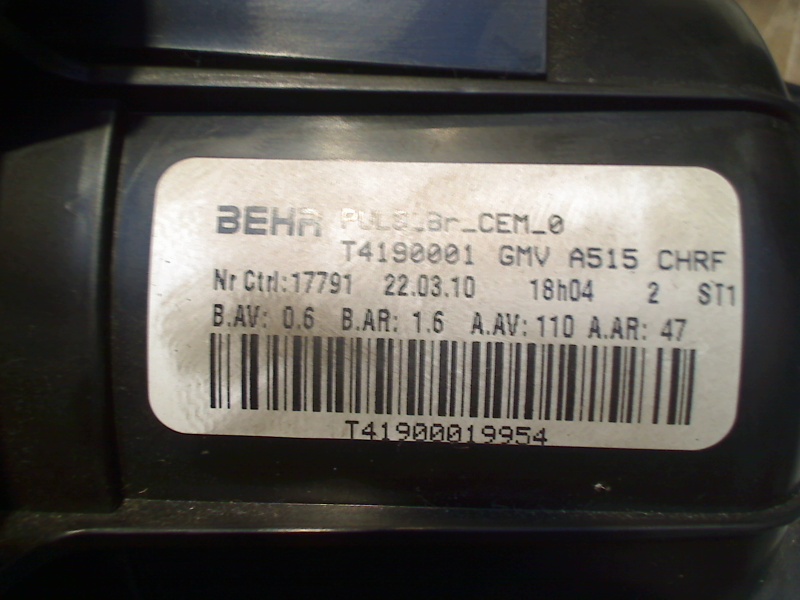 BEHR
T4190001 GMV A515 CHRF
Nr Ctrl:17791 22.03.10 18h04 2 ST1
B.AV: 0.6 B.AR: 1.6 A.AV: 110 A.AR: 47
T41900019954